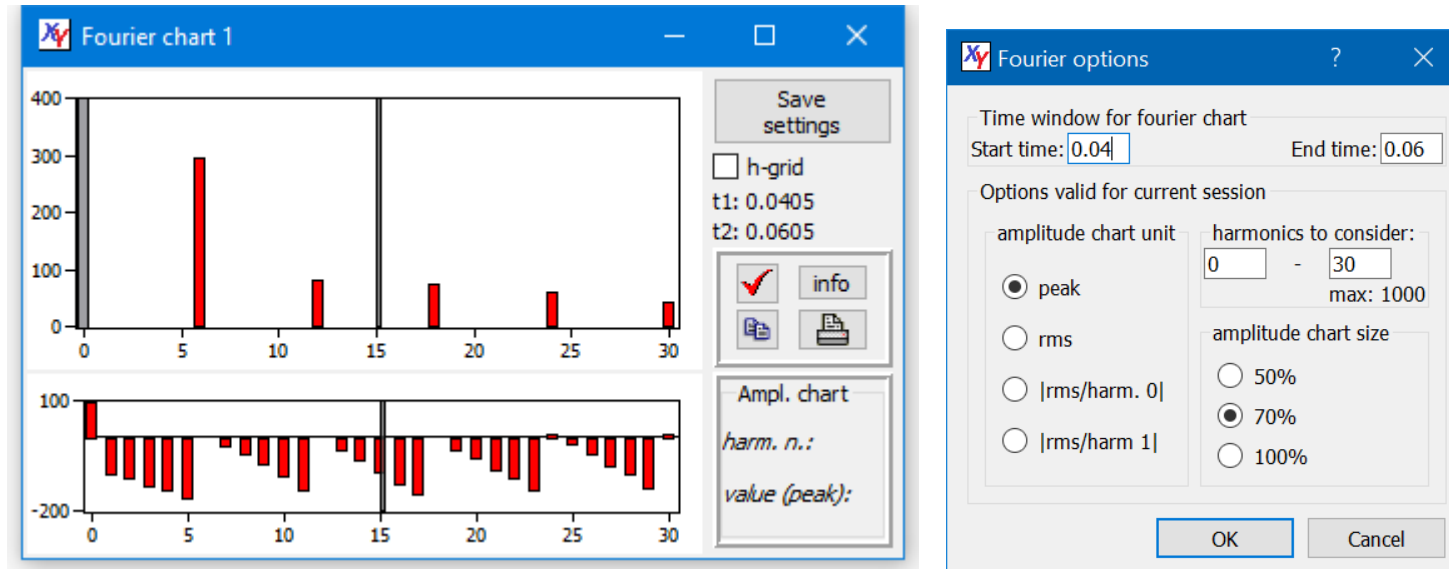 XY Fourier chart 1
400
300
200
100
0
0 5 10 15 20 25 30
100
-200
0 5 10 15 20 25 30
Save
settings
h-grid
t1: 0.0405
t2: 0.0605
info
Ampl. chart
harm. n.:
value (peak):
XY Fourier options ?
Time window for fourier chart
Start time: 0.04 End time: 0.06
Options valid for current session
amplitude chart unit
peak
rms
|rms/harm. 0|
|rms/harm 1|
harmonics to consider:
0 - 30
max: 1000
amplitude chart size
50%
70%
100%
OK Cancel